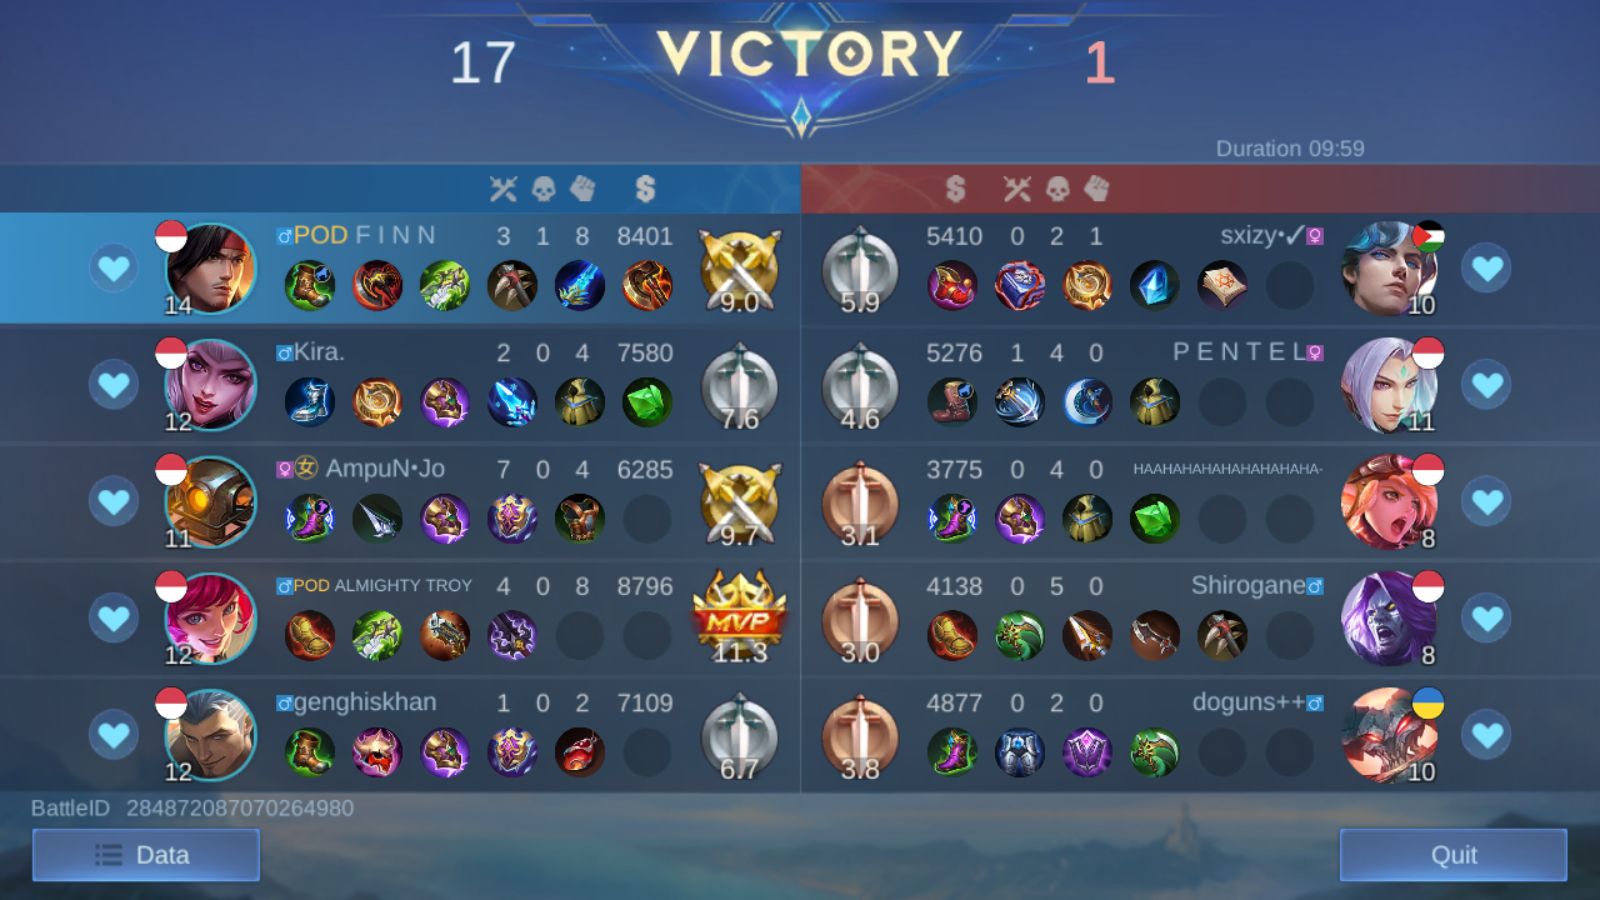 17 VICTORY 1
Duration 09:59
POD F I N N 3 1 8 8401 9.0 14
5.9 5410 0 2 1 sxizy•✓ 10
Kira. 2 0 4 7580 7.6 12
4.6 5276 1 4 0 P E N T E L 11
女 AmpuN•Jo 7 0 4 6285 9.7 11
3.1 3775 0 4 0 HAAHAHAHAHAHAHAHA- 8
POD ALMIGHTY TROY 4 0 8 8796 MVP 11.3 12
3.0 4138 0 5 0 Shirogane 8
genghiskhan 1 0 2 7109 6.7 12
3.8 4877 0 2 0 doguns++ 10
BattleID 284872087070264980
Data
Quit